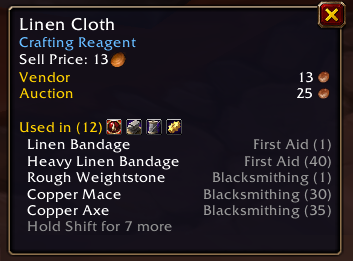 Linen Cloth
Crafting Reagent
Sell Price: 13
Vendor 13
Auction 25
Used in (12)
Linen Bandage First Aid (1)
Heavy Linen Bandage First Aid (40)
Rough Weightstone Blacksmithing (1)
Copper Mace Blacksmithing (30)
Copper Axe Blacksmithing (35)
Hold Shift for 7 more